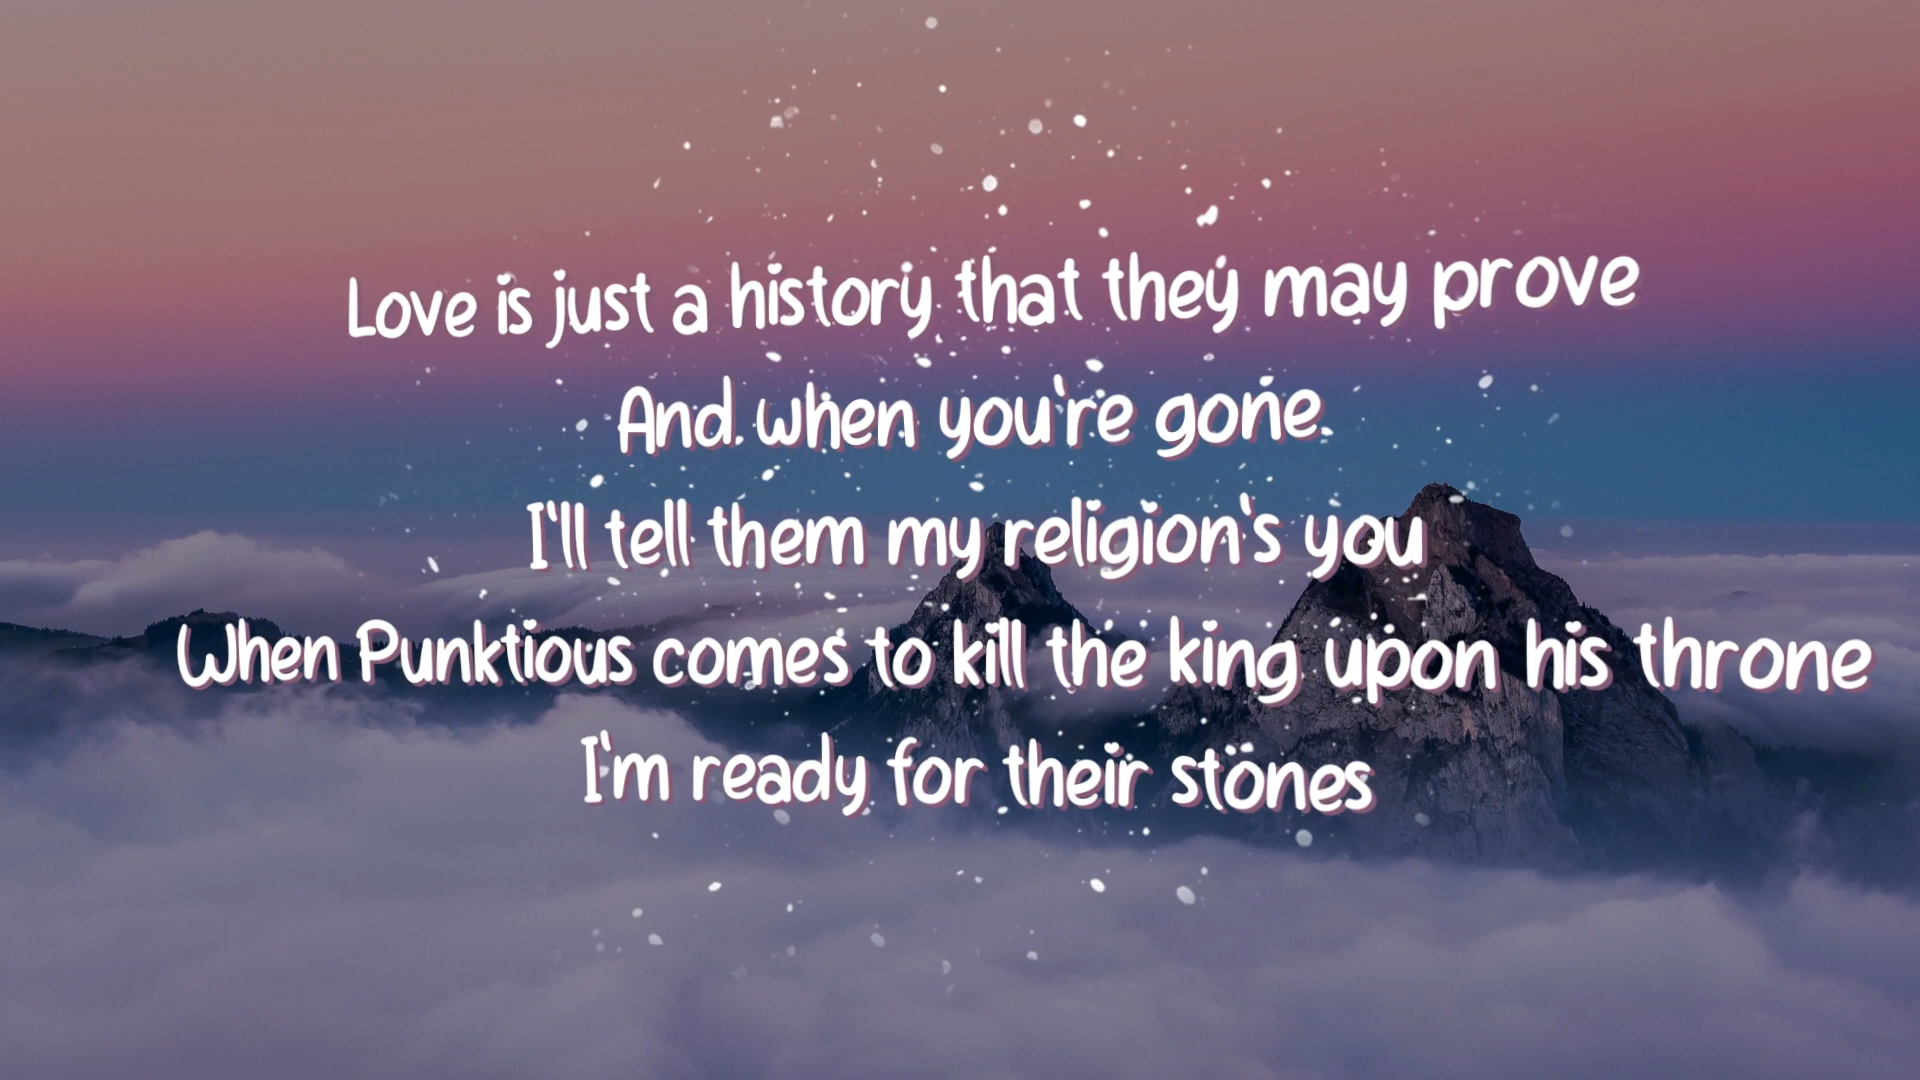 Love is just a history that they may prove
And when you're gone
I'll tell them my religion's you
When Punktious comes to kill the king upon his throne
I'm ready for their stones